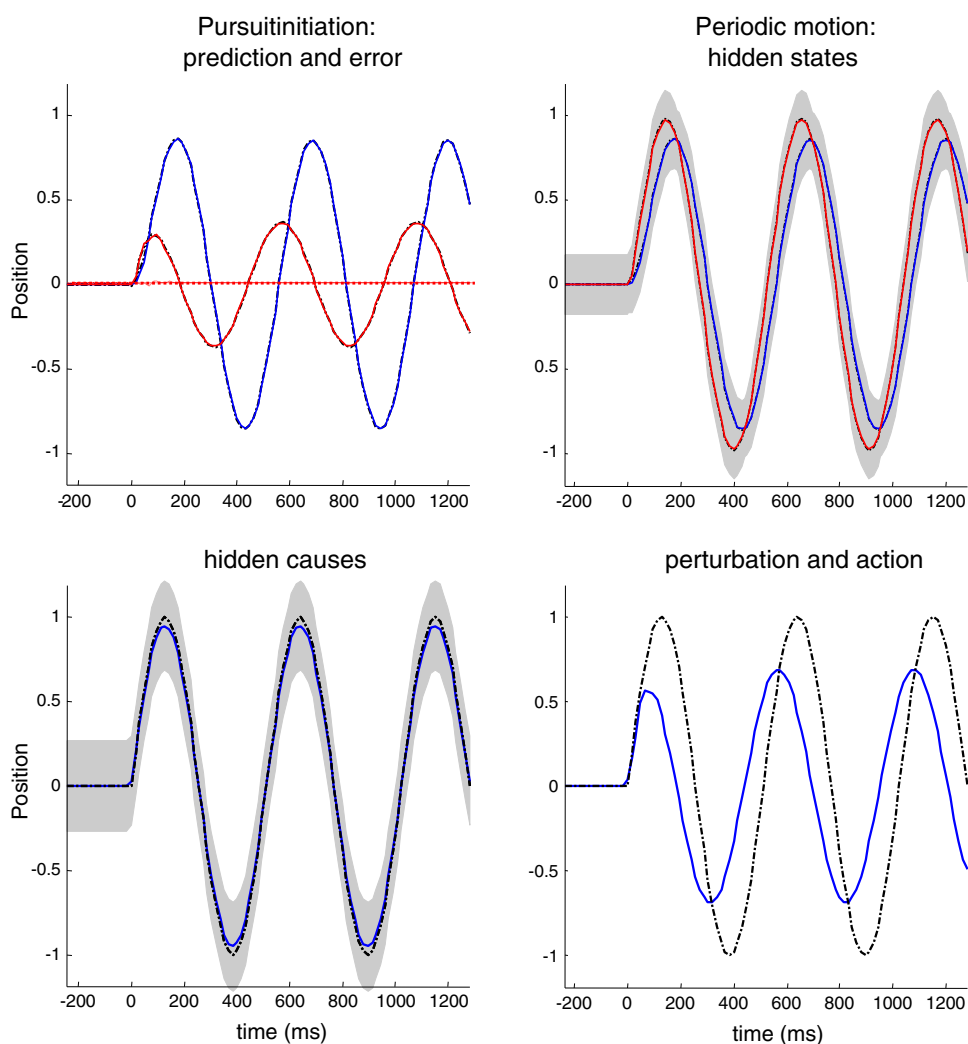 Pursuitinitiation:
prediction and error
Periodic motion:
hidden states
1
0.5
0
-0.5
-1
Position
-200 0 200 400 600 800 1000 1200
1
0.5
0
-0.5
-1
-200 0 200 400 600 800 1000 1200
hidden causes
perturbation and action
1
0.5
0
-0.5
-1
Position
-200 0 200 400 600 800 1000 1200
time (ms)
1
0.5
0
-0.5
-1
-200 0 200 400 600 800 1000 1200
time (ms)